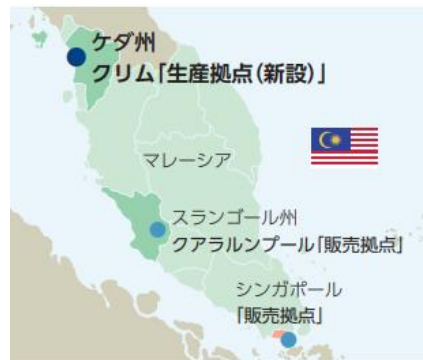 ケダ州
クリム「生産拠点(新設)」
マレーシア
スランゴール州
クアラルンプール「販売拠点」
シンガポール
「販売拠点」